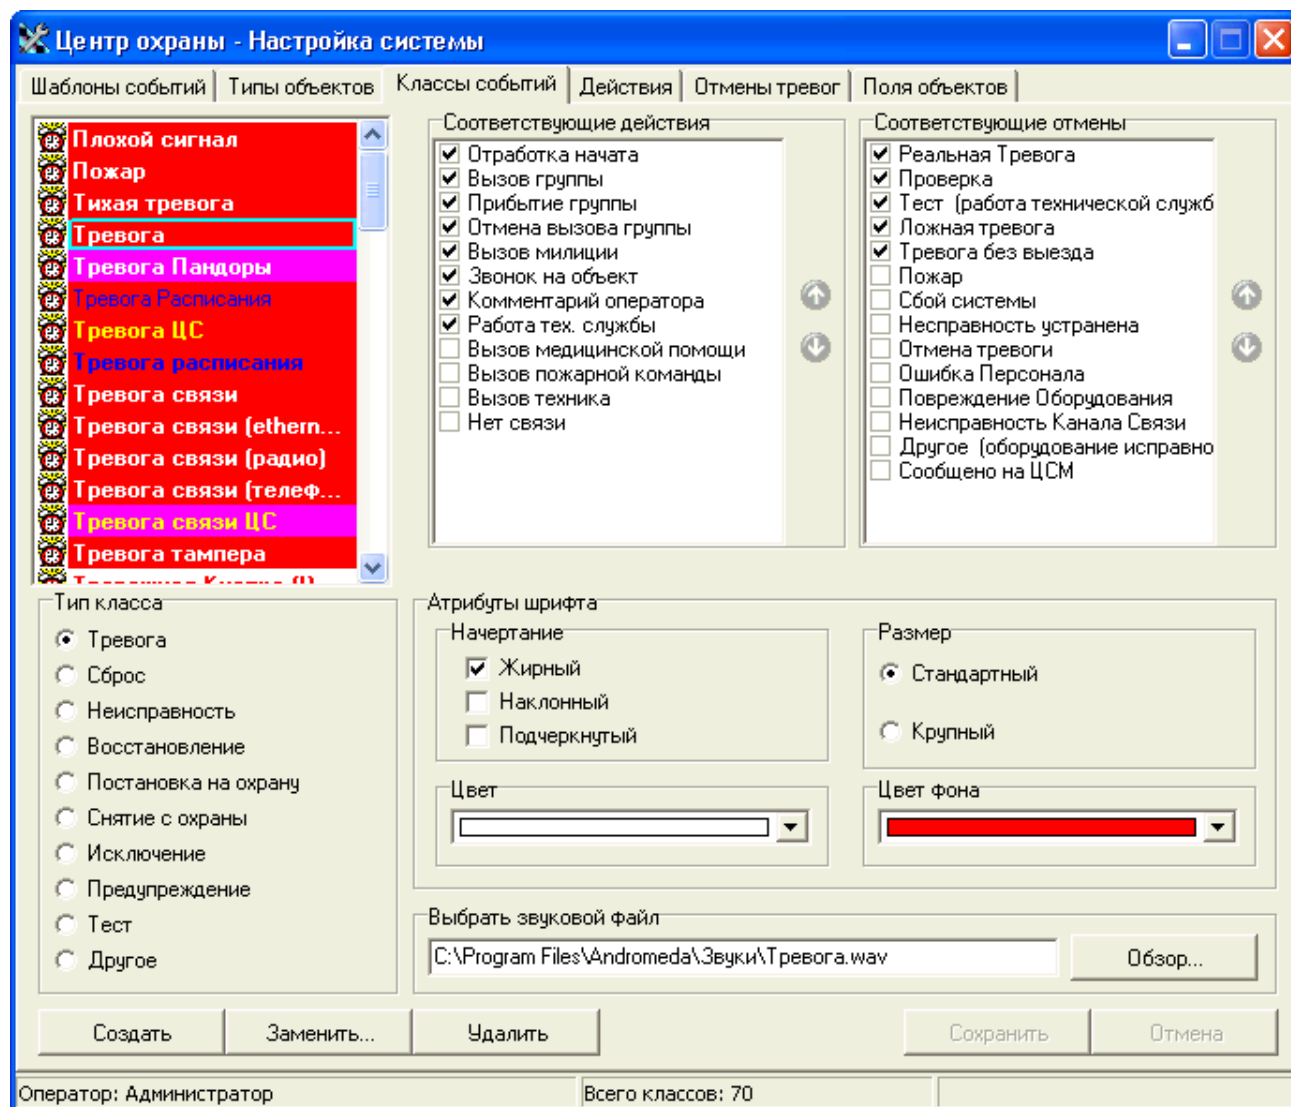 Центр охраны - Настройка системы
Шаблоны событий
Типы объектов
Классы событий
Действия
Отмены тревог
Поля объектов
Плохой сигнал
Пожар
Тихая тревога
Тревога
Тревога Пандоры
Тревога Расписания
Тревога ЦС
Тревога расписания
Тревога связи
Тревога связи (ethern...
Тревога связи (радио)
Тревога связи (телеф...
Тревога связи ЦС
Тревога тампера
Соответствующие действия
Отработка начата
Вызов группы
Прибытие группы
Отмена вызова группы
Вызов милиции
Звонок на объект
Комментарий оператора
Работа тех. службы
Вызов медицинской помощи
Вызов пожарной команды
Вызов техника
Нет связи
Соответствующие отмены
Реальная Тревога
Проверка
Тест (работа технической служб
Ложная тревога
Тревога без выезда
Пожар
Сбой системы
Несправность устранена
Отмена тревоги
Ошибка Персонала
Повреждение Оборудования
Неисправность Канала Связи
Другое (оборудование исправно
Сообщено на ЦСМ
Тип класса
Тревога
Сброс
Неисправность
Восстановление
Постановка на охрану
Снятие с охраны
Исключение
Предупреждение
Тест
Другое
Атрибуты шрифта
Начертание
Жирный
Наклонный
Подчеркнутый
Размер
Стандартный
Крупный
Цвет
Цвет фона
Выбрать звуковой файл
C:\Program Files\Andromeda\Звуки\Тревога.wav
Обзор...
Создать
Заменить...
Удалить
Сохранить
Отмена
Оператор: Администратор
Всего классов: 70